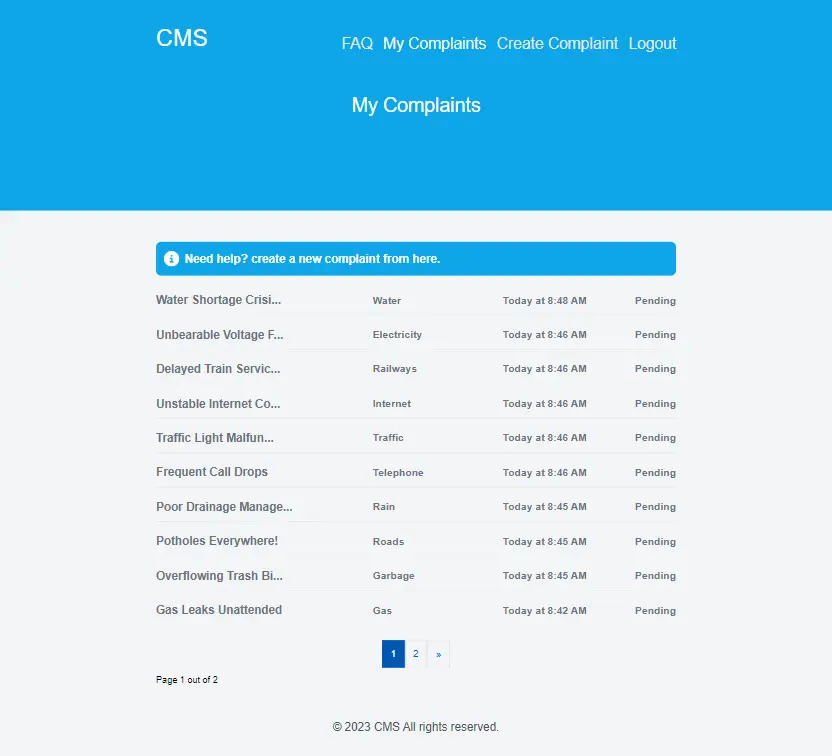 CMS
FAQ My Complaints Create Complaint Logout
My Complaints
Need help? create a new complaint from here.
Water Shortage Crisi... Water Today at 8:48 AM Pending
Unbearable Voltage F... Electricity Today at 8:46 AM Pending
Delayed Train Servic... Railways Today at 8:46 AM Pending
Unstable Internet Co... Internet Today at 8:46 AM Pending
Traffic Light Malfun... Traffic Today at 8:46 AM Pending
Frequent Call Drops Telephone Today at 8:46 AM Pending
Poor Drainage Manage... Rain Today at 8:45 AM Pending
Potholes Everywhere! Roads Today at 8:45 AM Pending
Overflowing Trash Bi... Garbage Today at 8:45 AM Pending
Gas Leaks Unattended Gas Today at 8:42 AM Pending
1 2 »
Page 1 out of 2
© 2023 CMS All rights reserved.